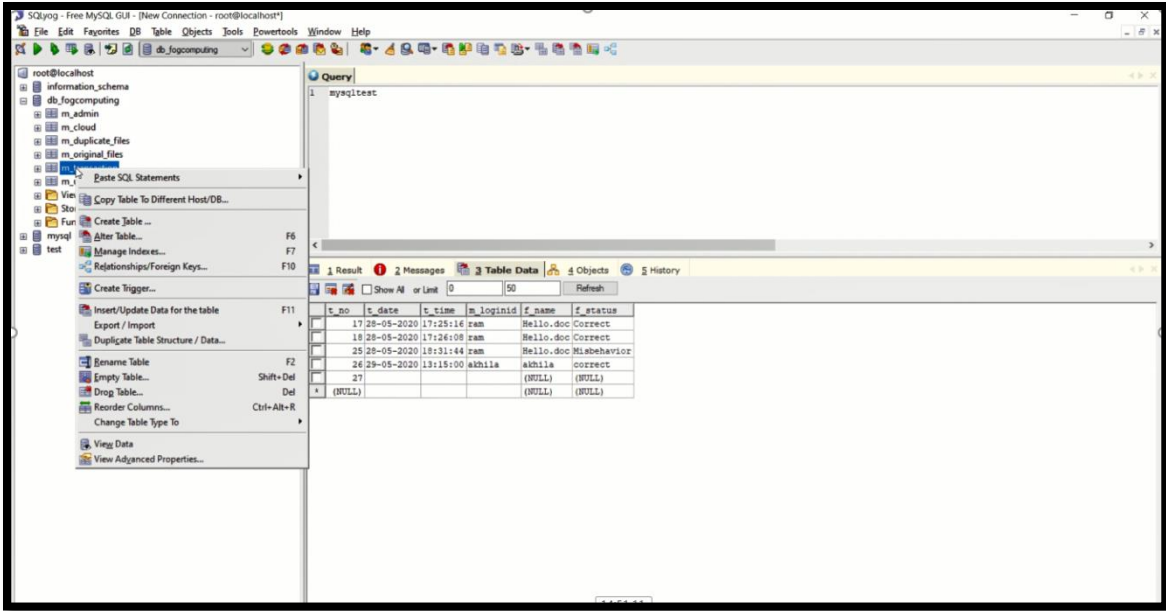 SQLyog - Free MySQL GUI - [New Connection - root@localhost*]
File Edit Favorites DB Table Objects Tools Powertools Window Help
db_fogcomputing
root@localhost
information_schema
db_fogcomputing
m_admin
m_cloud
m_duplicate_files
m_original_files
mysql
test
Paste SQL Statements
Copy Table To Different Host/DB...
Create Table ...
Alter Table... F6
Manage Indexes... F7
Relationships/Foreign Keys... F10
Create Trigger...
Insert/Update Data for the table F11
Export / Import
Duplicate Table Structure / Data...
Rename Table F2
Empty Table... Shift+Del
Drop Table... Del
Reorder Columns... Ctrl+Alt+R
Change Table Type To
View Data
View Advanced Properties...
Query
1 mysqltest
1 Result 2 Messages 3 Table Data 4 Objects 5 History
Show All or Limit 0 50 Refresh
t_no t_date t_time m_loginid f_name f_status
17 28-05-2020 17:25:16 ram Hello.doc Correct
18 28-05-2020 17:26:08 ram Hello.doc Correct
25 28-05-2020 18:31:44 ram Hello.doc Misbehavior
26 29-05-2020 13:15:00 akhila akhila correct
27 (NULL) (NULL)
* (NULL) (NULL) (NULL)